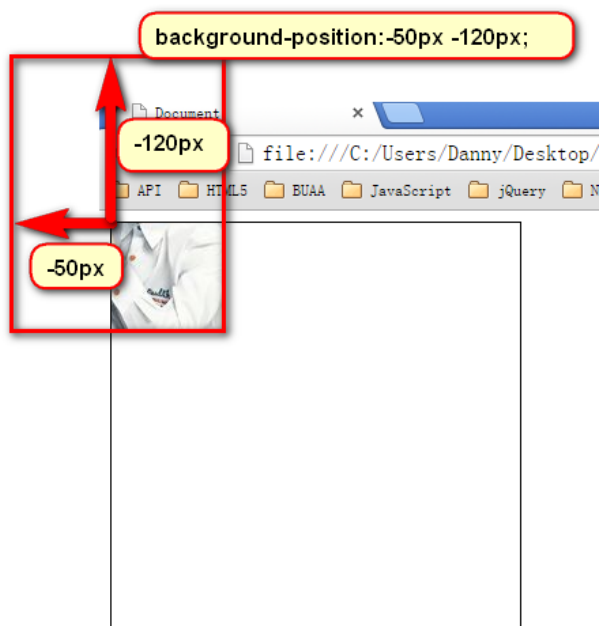 background-position:-50px -120px;
Document
-120px
file:///C:/Users/Danny/Desktop/
API HTML5 BUAA JavaScript jQuery N
-50px